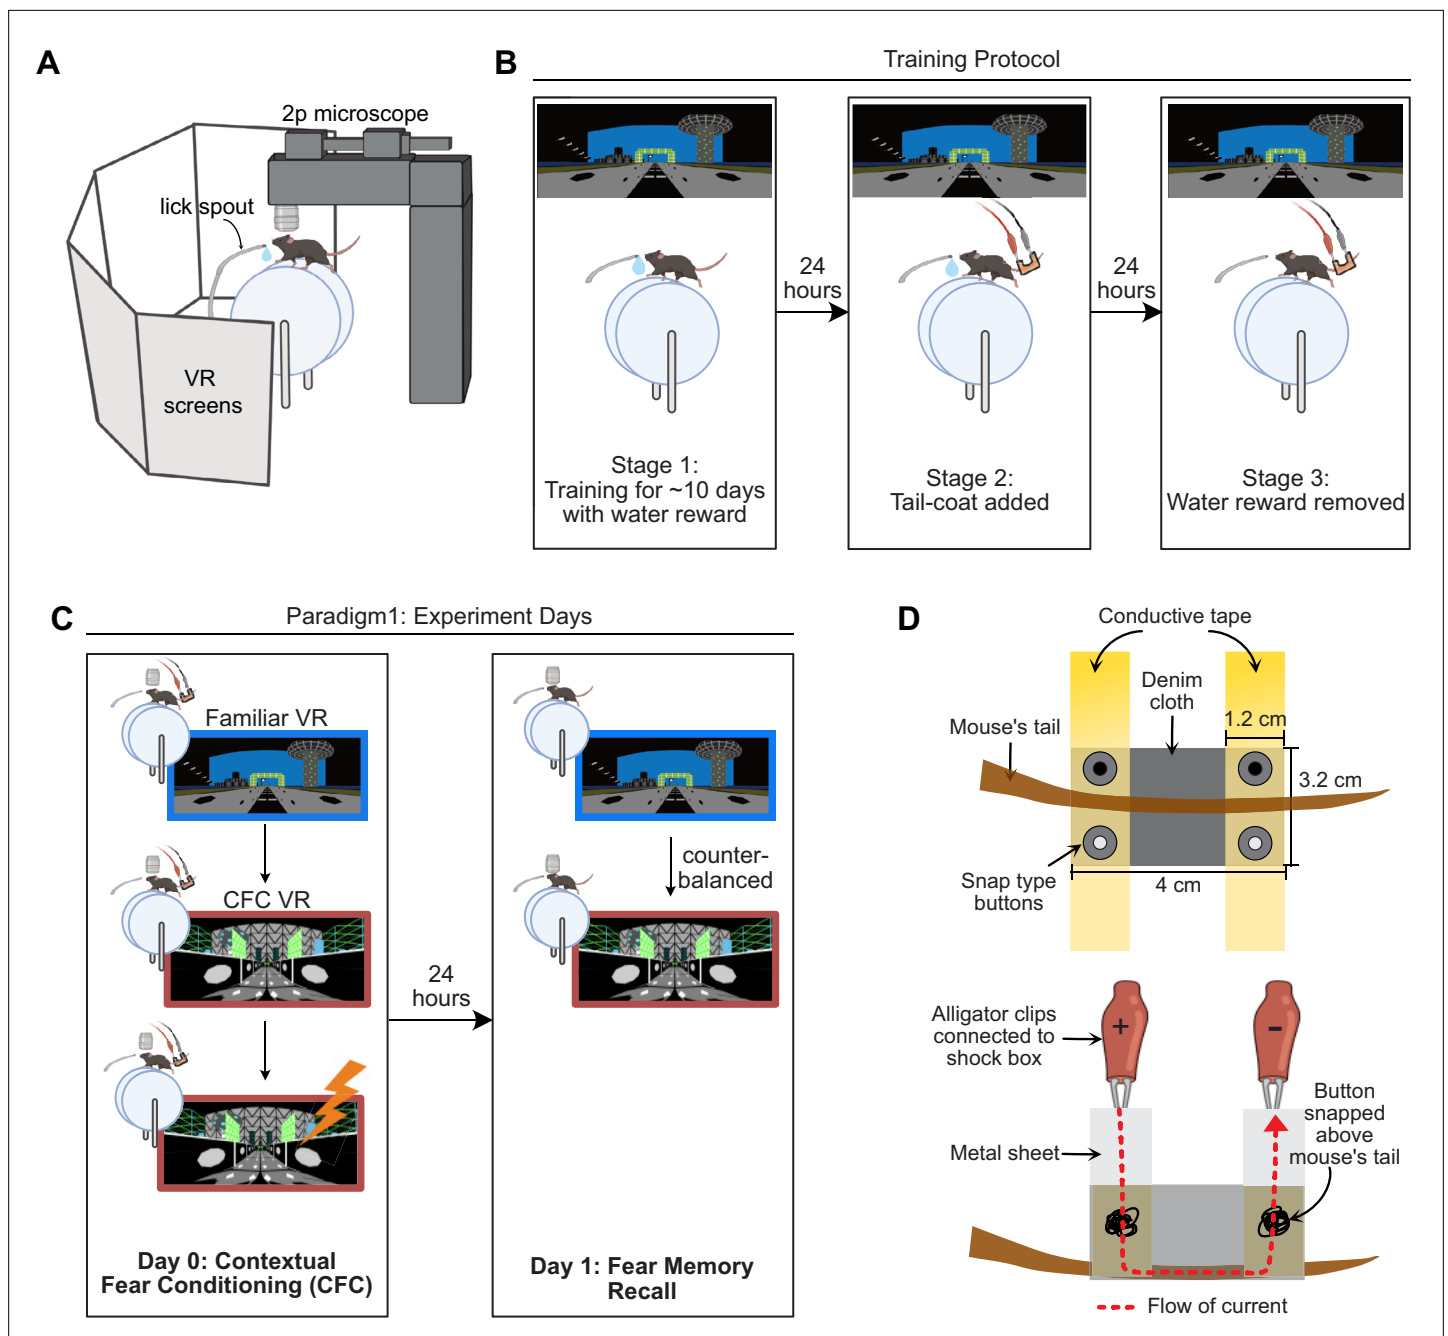 A
2p microscope
lick spout
VR
screens
B
Training Protocol
24
hours
24
hours
Stage 1:
Training for ~10 days
with water reward
Stage 2:
Tail-coat added
Stage 3:
Water reward removed
C
Paradigm1: Experiment Days
Familiar VR
CFC VR
24
hours
counter-
balanced
Day 0: Contextual
Fear Conditioning (CFC)
Day 1: Fear Memory
Recall
D
Conductive tape
Denim
cloth
1.2 cm
Mouse's tail
3.2 cm
Snap type
buttons
4 cm
Alligator clips
connected to
shock box
+
-
Button
snapped
above
mouse's tail
Metal sheet
Flow of current